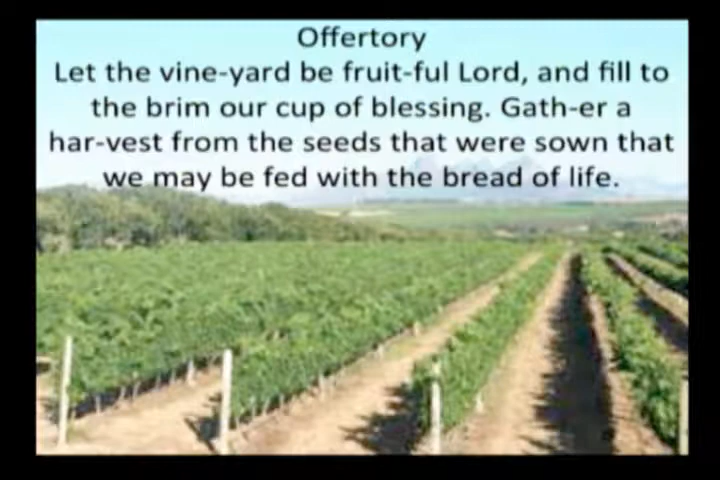 Offertory
Let the vine-yard be fruit-ful Lord, and fill to
the brim our cup of blessing. Gath-er a
har-vest from the seeds that were sown that
we may be fed with the bread of life.